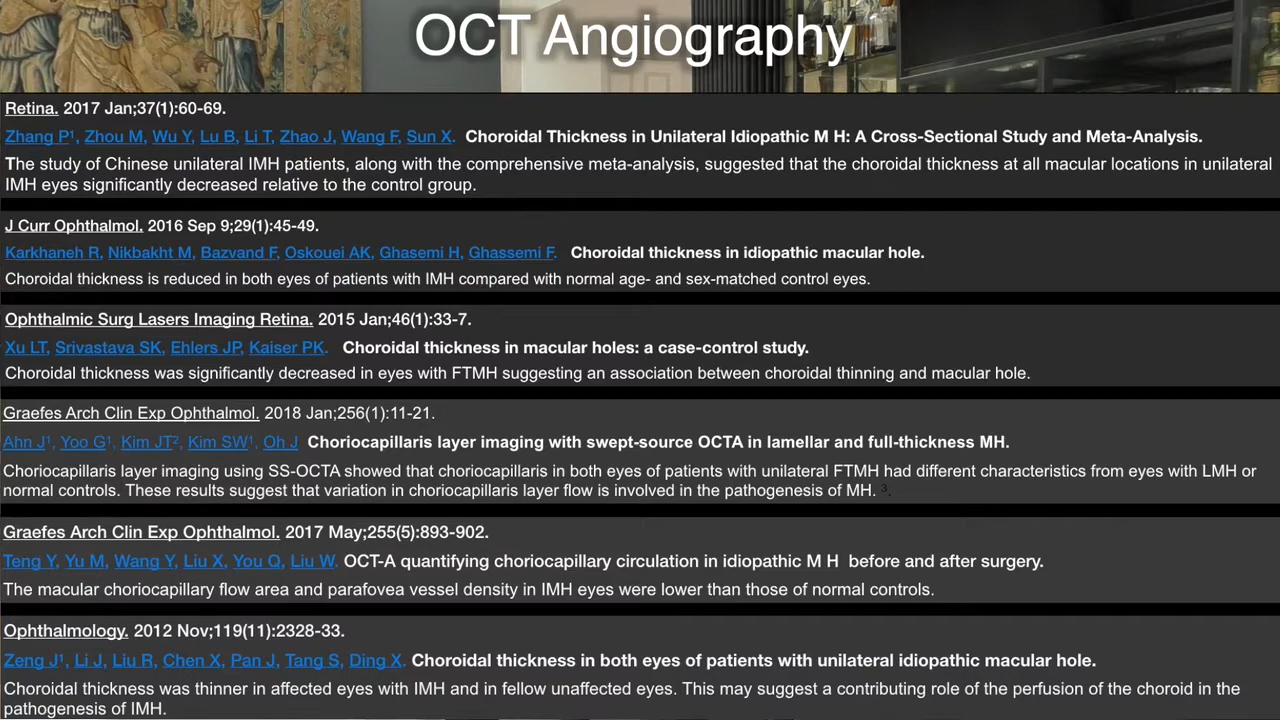 OCT Angiography
Retina. 2017 Jan;37(1):60-69.
Zhang P¹, Zhou M, Wu Y, Lu B, Li T, Zhao J, Wang F, Sun X. Choroidal Thickness in Unilateral Idiopathic M H: A Cross-Sectional Study and Meta-Analysis.
The study of Chinese unilateral IMH patients, along with the comprehensive meta-analysis, suggested that the choroidal thickness at all macular locations in unilateral
IMH eyes significantly decreased relative to the control group.
J Curr Ophthalmol. 2016 Sep 9;29(1):45-49.
Karkhaneh R, Nikbakht M, Bazvand F, Oskouei AK, Ghasemi H, Ghassemi F. Choroidal thickness in idiopathic macular hole.
Choroidal thickness is reduced in both eyes of patients with IMH compared with normal age- and sex-matched control eyes.
Ophthalmic Surg Lasers Imaging Retina. 2015 Jan;46(1):33-7.
Xu LT, Srivastava SK, Ehlers JP, Kaiser PK. Choroidal thickness in macular holes: a case-control study.
Choroidal thickness was significantly decreased in eyes with FTMH suggesting an association between choroidal thinning and macular hole.
Graefes Arch Clin Exp Ophthalmol. 2018 Jan;256(1):11-21.
Ahn J¹, Yoo G¹, Kim JT², Kim SW¹, Oh J Choriocapillaris layer imaging with swept-source OCTA in lamellar and full-thickness MH.
Choriocapillaris layer imaging using SS-OCTA showed that choriocapillaris in both eyes of patients with unilateral FTMH had different characteristics from eyes with LMH or
normal controls. These results suggest that variation in choriocapillaris layer flow is involved in the pathogenesis of MH. ³.
Graefes Arch Clin Exp Ophthalmol. 2017 May;255(5):893-902.
Teng Y, Yu M, Wang Y, Liu X, You Q, Liu W. OCT-A quantifying choriocapillary circulation in idiopathic M H before and after surgery.
The macular choriocapillary flow area and parafovea vessel density in IMH eyes were lower than those of normal controls.
Ophthalmology. 2012 Nov;119(11):2328-33.
Zeng J¹, Li J, Liu R, Chen X, Pan J, Tang S, Ding X. Choroidal thickness in both eyes of patients with unilateral idiopathic macular hole.
Choroidal thickness was thinner in affected eyes with IMH and in fellow unaffected eyes. This may suggest a contributing role of the perfusion of the choroid in the
pathogenesis of IMH.